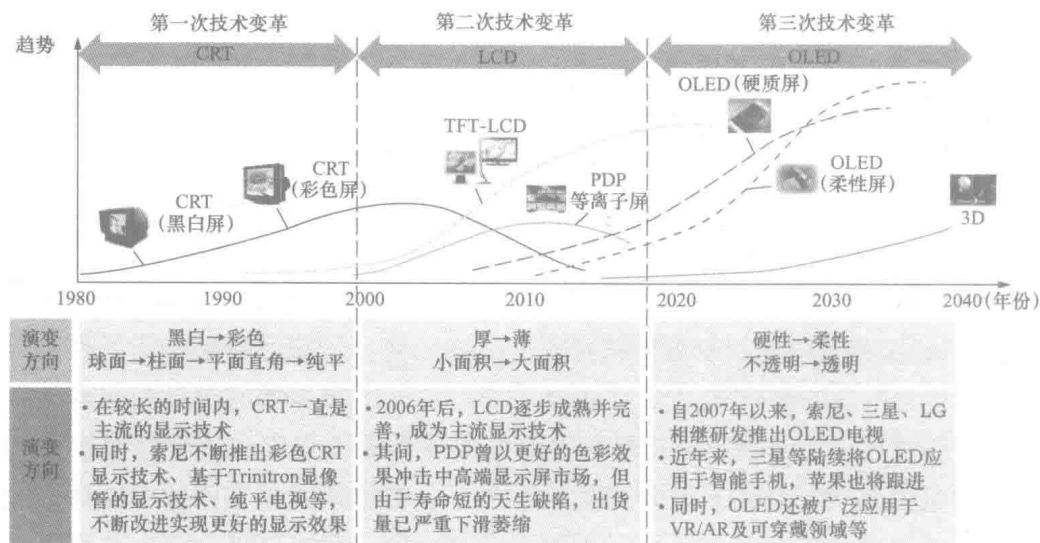 第一次技术变革
第二次技术变革
第三次技术变革
趋势
CRT
LCD
OLED
OLED(硬质屏)
TFT-LCD
CRT
(彩色屏)
PDP
等离子屏
OLED
(柔性屏)
CRT
(黑白屏)
3D
1980
1990
2000
2010
2020
2030
2040(年份)
演变
方向
黑白→彩色
球面→柱面→平面直角→纯平
厚→薄
小面积→大面积
硬性→柔性
不透明→透明
演变
方向
•在较长的时间内，CRT一直是
主流的显示技术
•同时，索尼不断推出彩色CRT
显示技术、基于Trinitron显像
管的显示技术、纯平电视等，
不断改进实现更好的显示效果
•2006年后，LCD逐步成熟并完
善，成为主流显示技术
•其间，PDP曾以更好的色彩效
果冲击中高端显示屏市场，但
由于寿命短的天生缺陷，出货
量已严重下滑萎缩
•自2007年以来，索尼、三星、LG
相继研发推出OLED电视
•近年来，三星等陆续将OLED应
用于智能手机，苹果也将跟进
•同时，OLED还被广泛应用于
VR/AR及可穿戴领域等